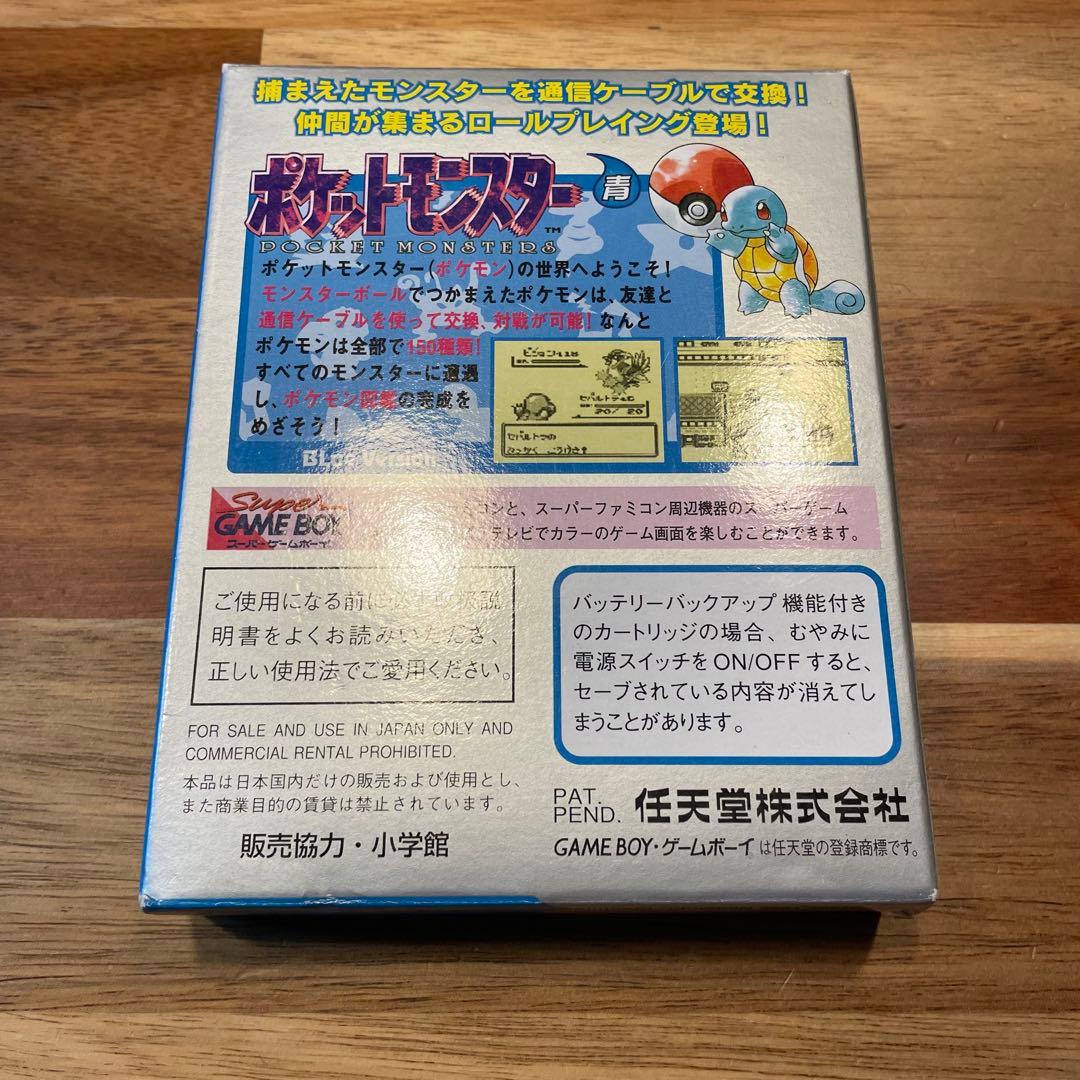 捕まえたモンスターを通信ケーブルで交換！
仲間が集まるロールプレイング登場！
ポケットモンスター 青
TM
POCKET MONSTERS
ポケットモンスター(ポケモン)の世界へようこそ！
モンスターボールでつかまえたポケモンは、友達と
通信ケーブルを使って交換、対戦が可能！なんと
ポケモンは全部で150種類！
すべてのモンスターに遭遇
し、ポケモン図鑑の完成を
めざそう！
Blue Version
20/ 20
Super
GAME BOY
スーパーゲームボーイ
コンと、スーパーファミコン周辺機器のスーパーゲーム
テレビでカラーのゲーム画面を楽しむことができます。
ご使用になる前に必ず取扱説
明書をよくお読みいただき、
正しい使用法でご愛用ください。
バッテリーバックアップ機能付き
のカートリッジの場合、むやみに
電源スイッチをON/OFFすると、
セーブされている内容が消えてし
まうことがあります。
FOR SALE AND USE IN JAPAN ONLY AND
COMMERCIAL RENTAL PROHIBITED.
本品は日本国内だけの販売および使用とし、
また商業目的の賃貸は禁止されています。
販売協力・小学館
PAT.
PEND. 任天堂株式会社
GAME BOY・ゲームボーイは任天堂の登録商標です。